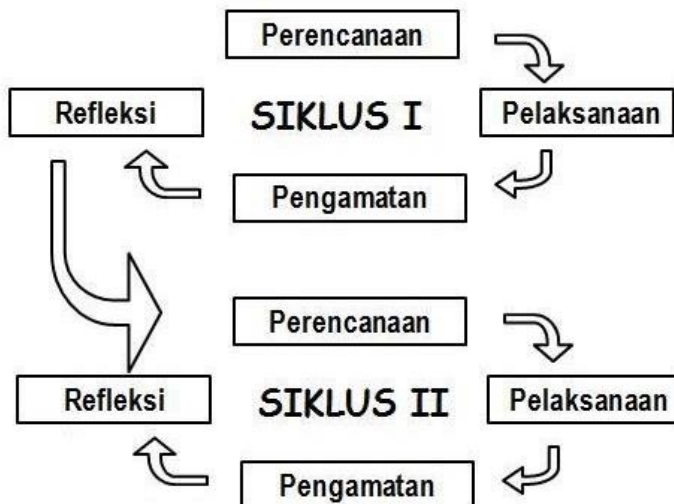 Perencanaan
Refleksi
SIKLUS I
Pelaksanaan
Pengamatan
Perencanaan
Refleksi
SIKLUS II
Pelaksanaan
Pengamatan